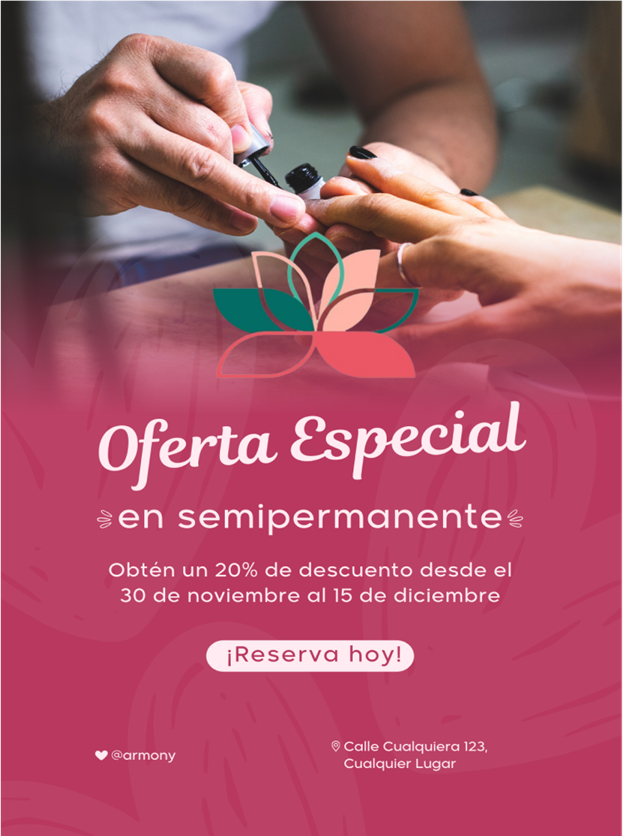 Oferta Especial
en semipermanente
Obtén un 20% de descuento desde el
30 de noviembre al 15 de diciembre
¡Reserva hoy!
@armony
Calle Cualquiera 123,
Cualquier Lugar